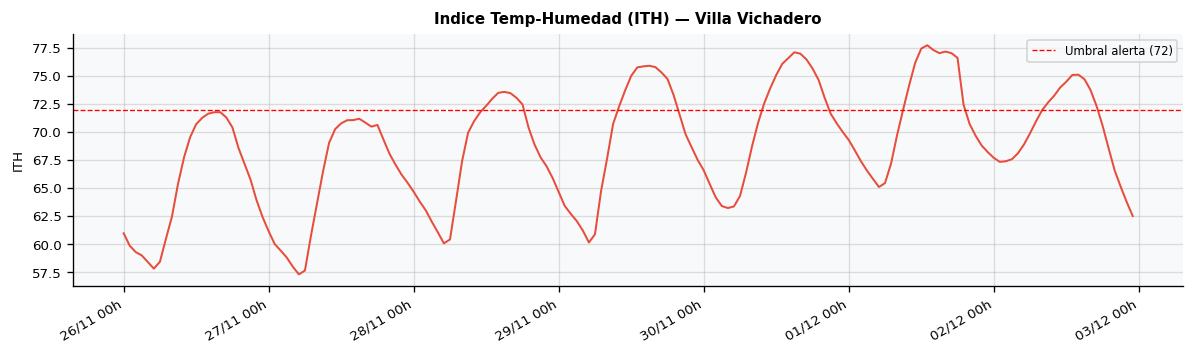 Indice Temp-Humedad (ITH) — Villa Vichadero
Umbral alerta (72)
ITH
77.5
75.0
72.5
70.0
67.5
65.0
62.5
60.0
57.5
26/11 00h
27/11 00h
28/11 00h
29/11 00h
30/11 00h
01/12 00h
02/12 00h
03/12 00h